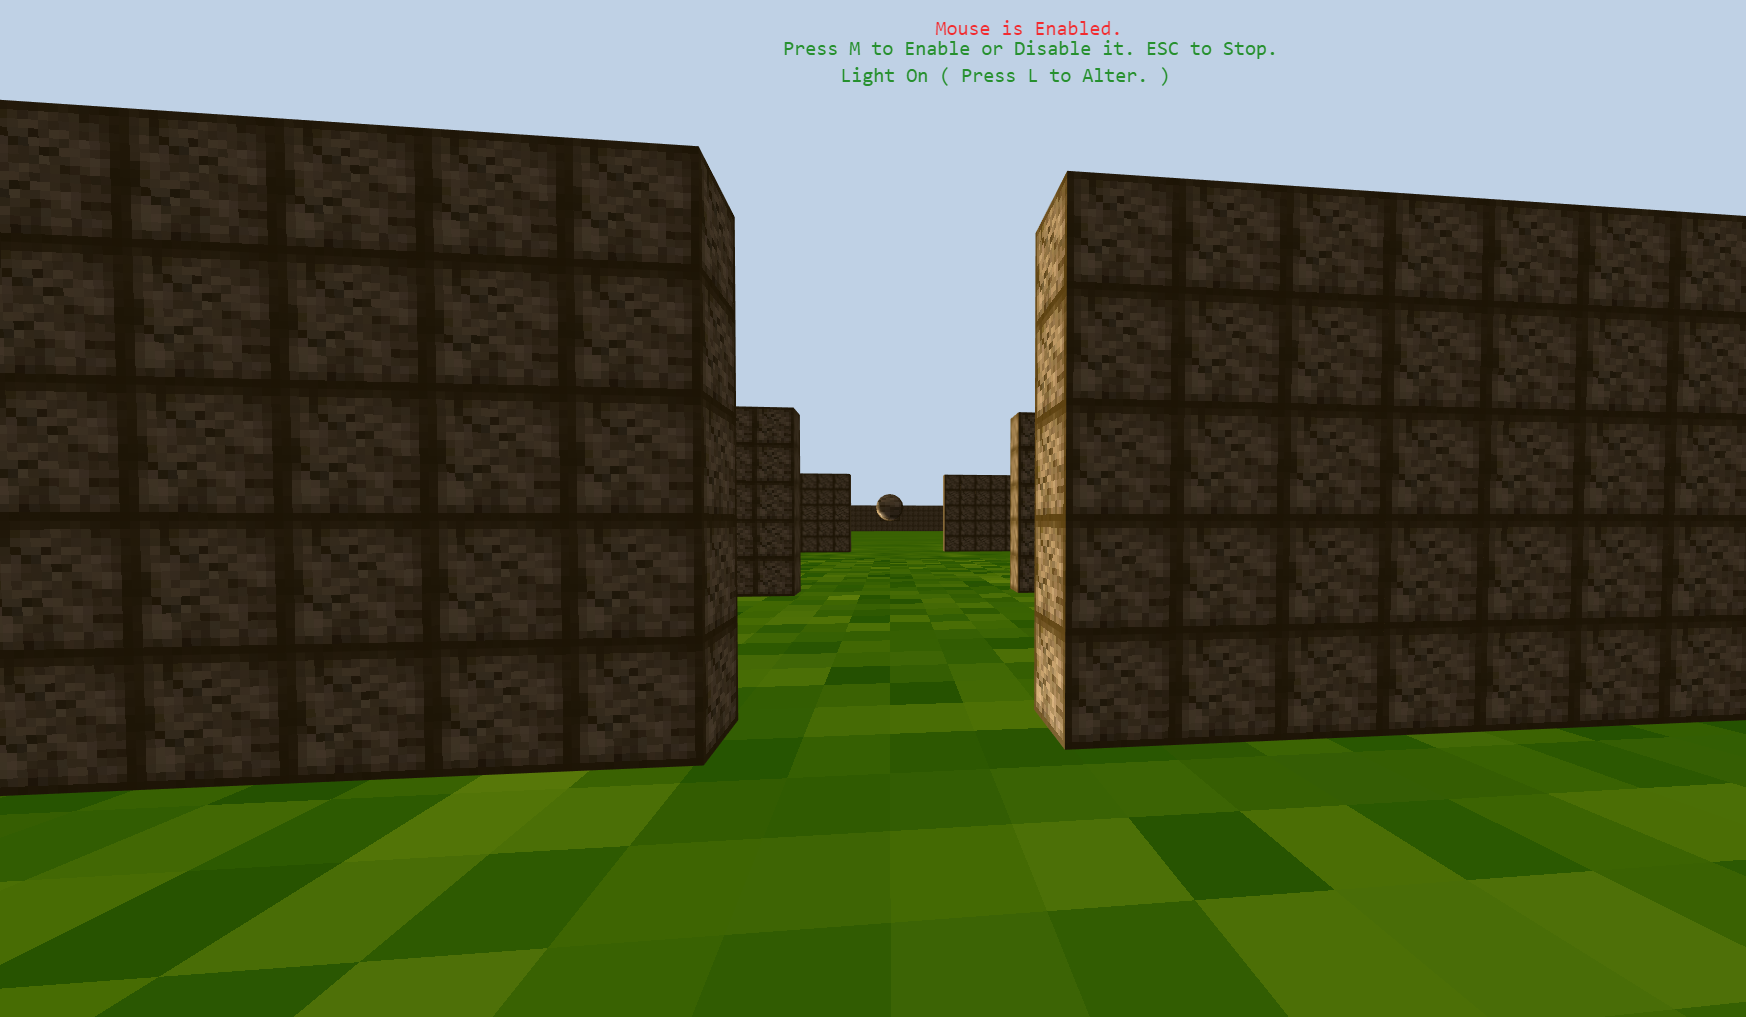 Mouse is Enabled.
Press M to Enable or Disable it. ESC to Stop.
Light On ( Press L to Alter. )